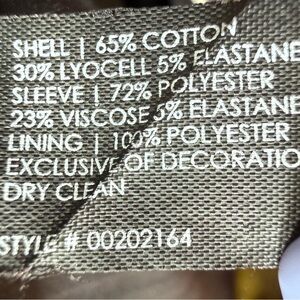 SHELL | 65% COTTON
30% LYOCELL 5% ELASTANE
SLEEVE | 72% POLYESTER
23% VISCOSE 5% ELASTANE
LINING | 100% POLYESTER
EXCLUSIVE OF DECORATIO
DRY CLEAN
STYLE # 00202164